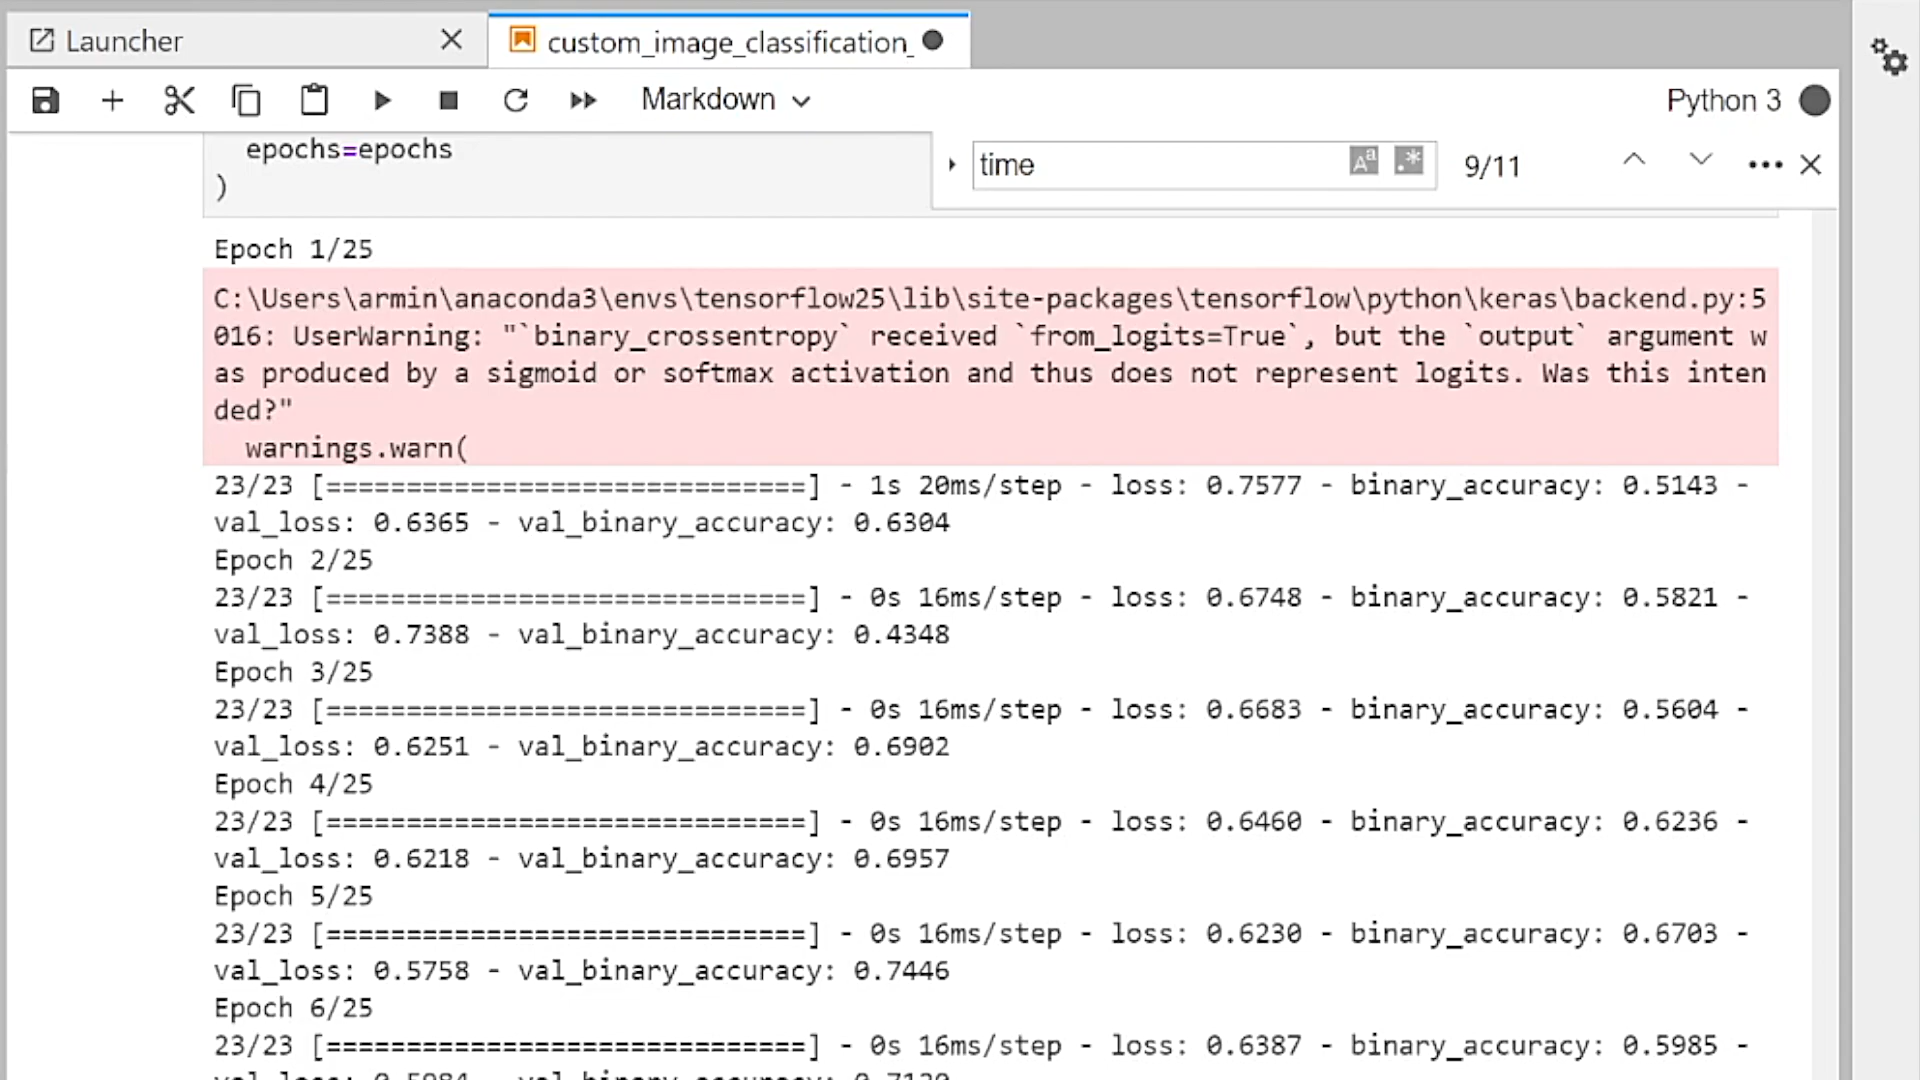 Launcher
custom_image_classification_
Markdown
Python 3
epochs=epochs
)
time
9/11
Epoch 1/25
C:\Users\armin\anaconda3\envs\tensorflow25\lib\site-packages\tensorflow\python\keras\backend.py:5
016: UserWarning: "`binary_crossentropy` received `from_logits=True`, but the `output` argument w
as produced by a sigmoid or softmax activation and thus does not represent logits. Was this inten
ded?"
  warnings.warn(
23/23 [==============================] - 1s 20ms/step - loss: 0.7577 - binary_accuracy: 0.5143 -
val_loss: 0.6365 - val_binary_accuracy: 0.6304
Epoch 2/25
23/23 [==============================] - 0s 16ms/step - loss: 0.6748 - binary_accuracy: 0.5821 -
val_loss: 0.7388 - val_binary_accuracy: 0.4348
Epoch 3/25
23/23 [==============================] - 0s 16ms/step - loss: 0.6683 - binary_accuracy: 0.5604 -
val_loss: 0.6251 - val_binary_accuracy: 0.6902
Epoch 4/25
23/23 [==============================] - 0s 16ms/step - loss: 0.6460 - binary_accuracy: 0.6236 -
val_loss: 0.6218 - val_binary_accuracy: 0.6957
Epoch 5/25
23/23 [==============================] - 0s 16ms/step - loss: 0.6230 - binary_accuracy: 0.6703 -
val_loss: 0.5758 - val_binary_accuracy: 0.7446
Epoch 6/25
23/23 [==============================] - 0s 16ms/step - loss: 0.6387 - binary_accuracy: 0.5985 -